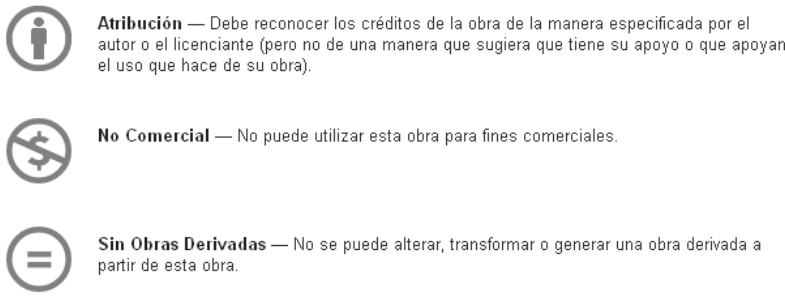 Atribución — Debe reconocer los créditos de la obra de la manera especificada por el
autor o el licenciante (pero no de una manera que sugiera que tiene su apoyo o que apoyan
el uso que hace de su obra).
No Comercial — No puede utilizar esta obra para fines comerciales.
Sin Obras Derivadas — No se puede alterar, transformar o generar una obra derivada a
partir de esta obra.